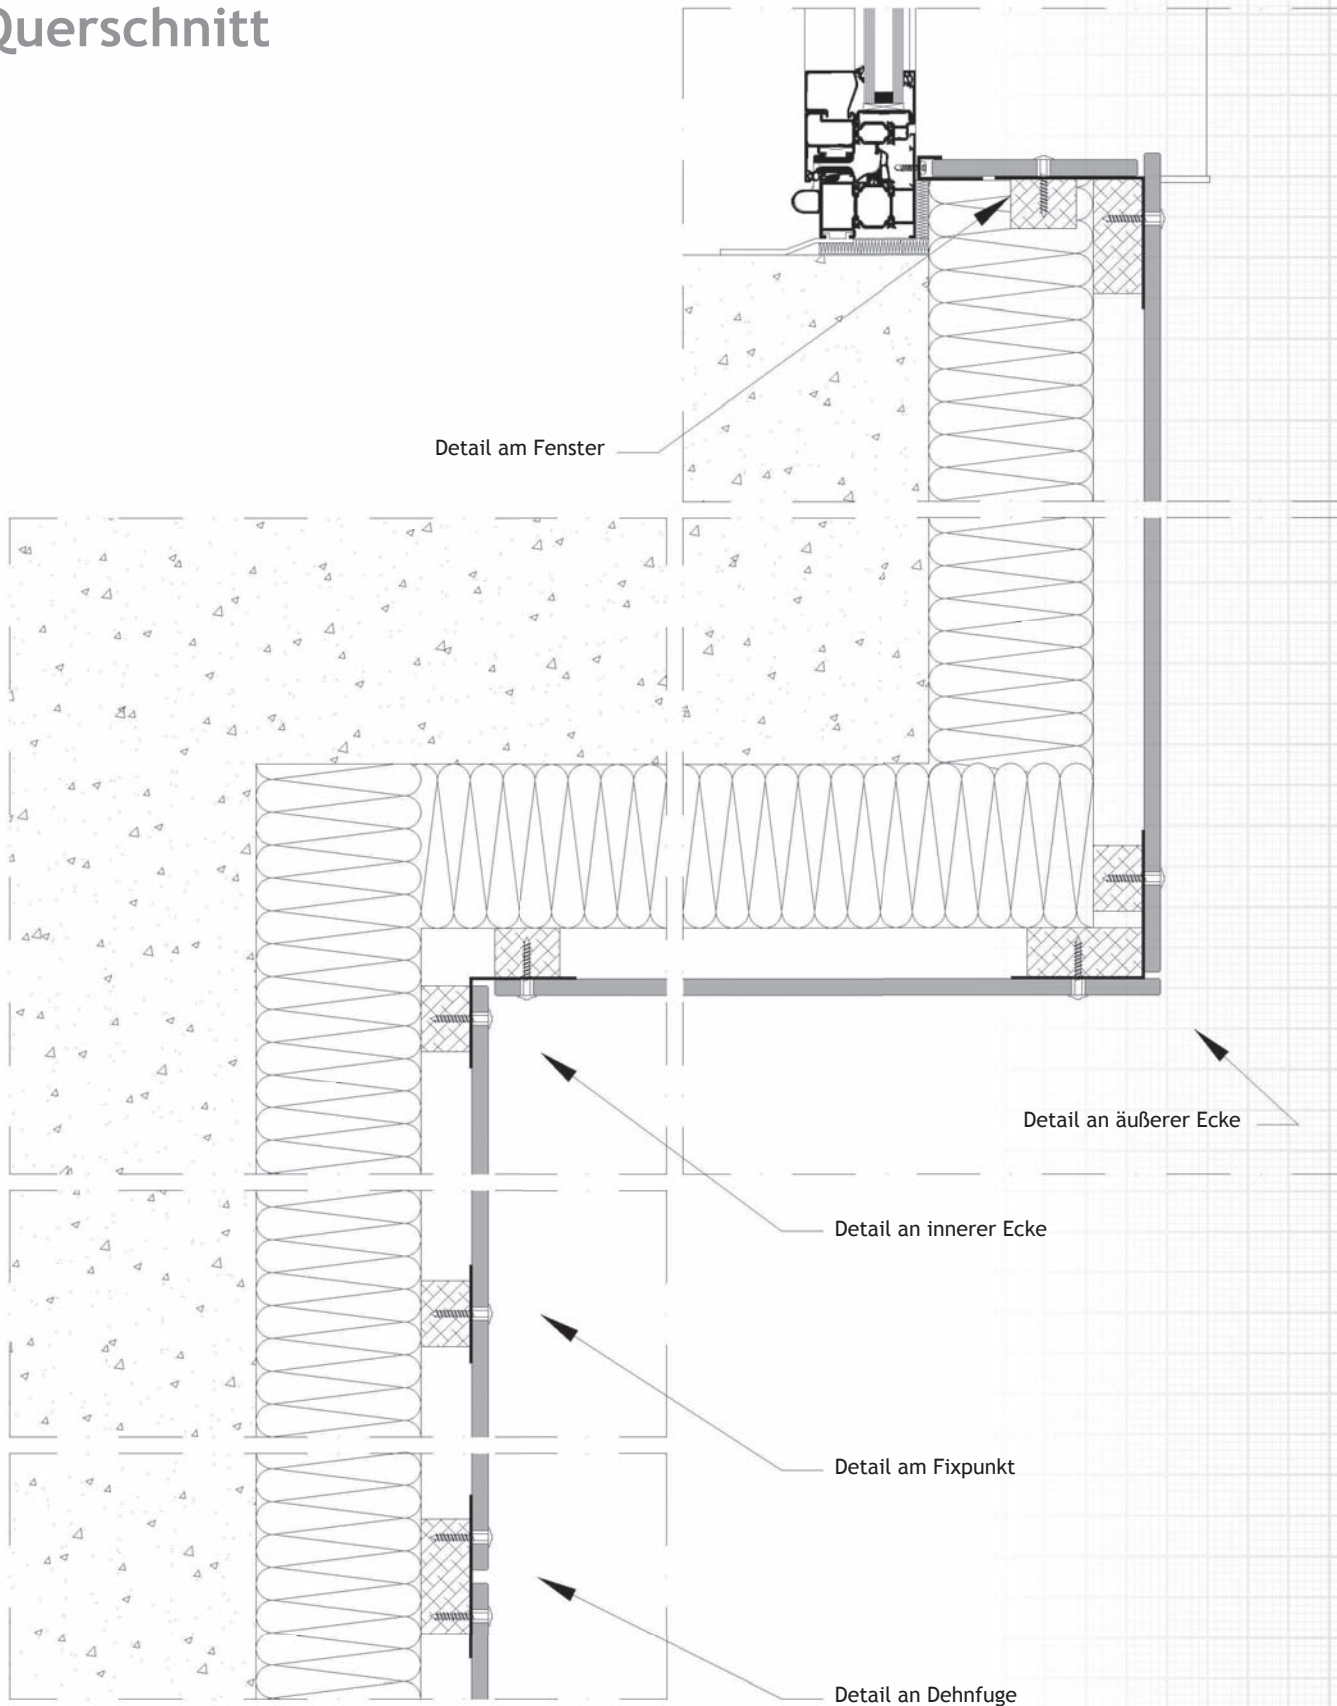 Querschnitt
Detail am Fenster
Detail an äußerer Ecke
Detail an innerer Ecke
Detail am Fixpunkt
Detail an Dehnfuge